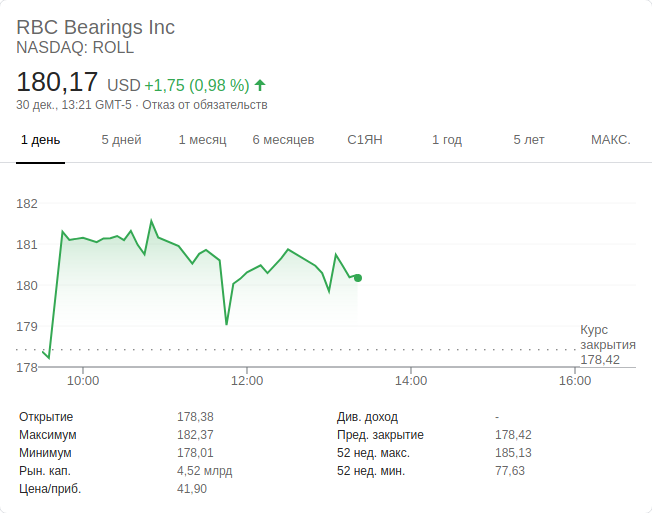 RBC Bearings Inc
NASDAQ: ROLL
180,17 USD +1,75 (0,98 %)
30 дек., 13:21 GMT-5 · Отказ от обязательств
1 день 5 дней 1 месяц 6 месяцев С1ЯН 1 год 5 лет МАКС.
182
181
180
179
178
Курс
закрытия
178,42
10:00 12:00 14:00 16:00
Открытие 178,38 Див. доход -
Максимум 182,37 Пред. закрытие 178,42
Минимум 178,01 52 нед. макс. 185,13
Рын. кап. 4,52 млрд 52 нед. мин. 77,63
Цена/приб. 41,90